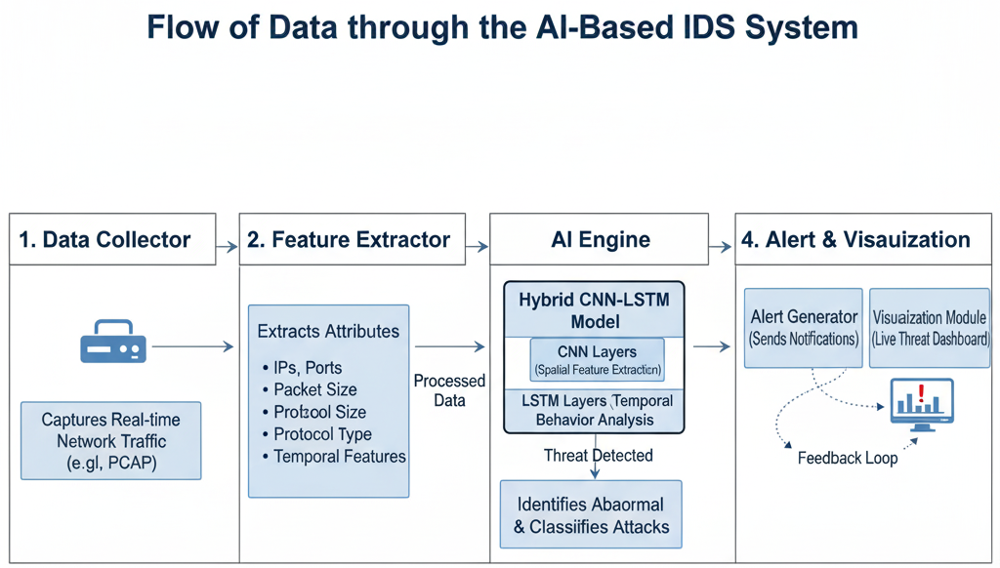 Flow of Data through the AI-Based IDS System
1. Data Collector
2. Feature Extractor
AI Engine
4. Alert & Visauization
Captures Real-time
Network Traffic
(e.gl, PCAP)
Extracts Attributes
• IPs, Ports
• Packet Size
• Protszool Size
• Protocol Type
• Temporal Features
Processed
Data
Hybrid CNN-LSTM
Model
CNN Layers
(Spatial Feature Extraction)
LSTM Layers (Temporal
Behavior Analysis
Threat Detected
Identifies Abaormal
& Classiifies Attacks
Alert Generator
(Sends Notifications)
Visuaization Module
(Live Threat Dashboard)
!
Feedback Loop